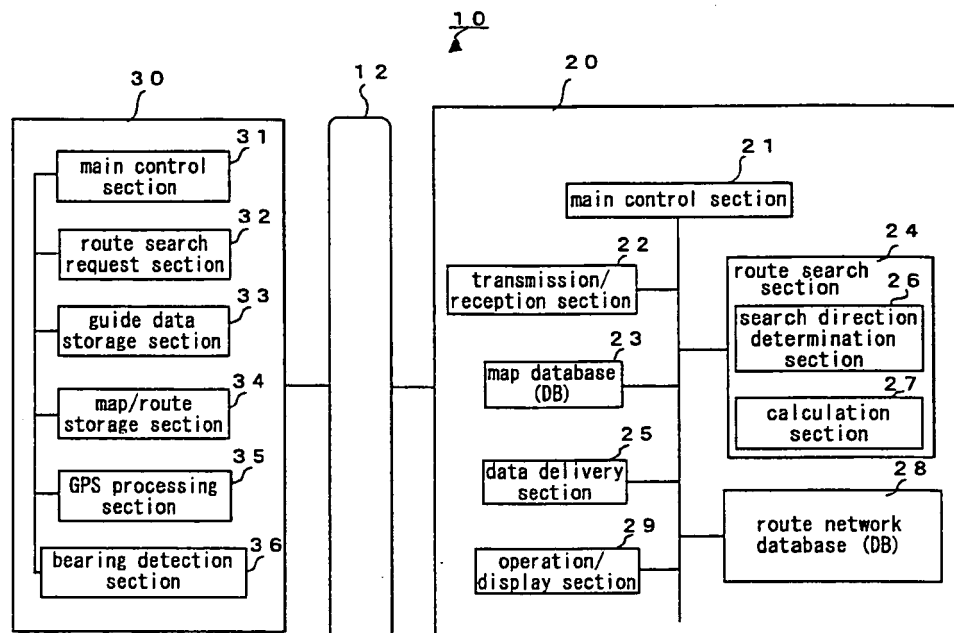 10
30
12
20
31
main control
section
32
route search
request section
33
guide data
storage section
34
map/route
storage section
35
GPS processing
section
36
bearing detection
section
21
main control section
22
transmission/
reception section
23
map database
(DB)
25
data delivery
section
29
operation/
display section
24
route search
section
26
search direction
determination
section
27
calculation
section
28
route network
database (DB)